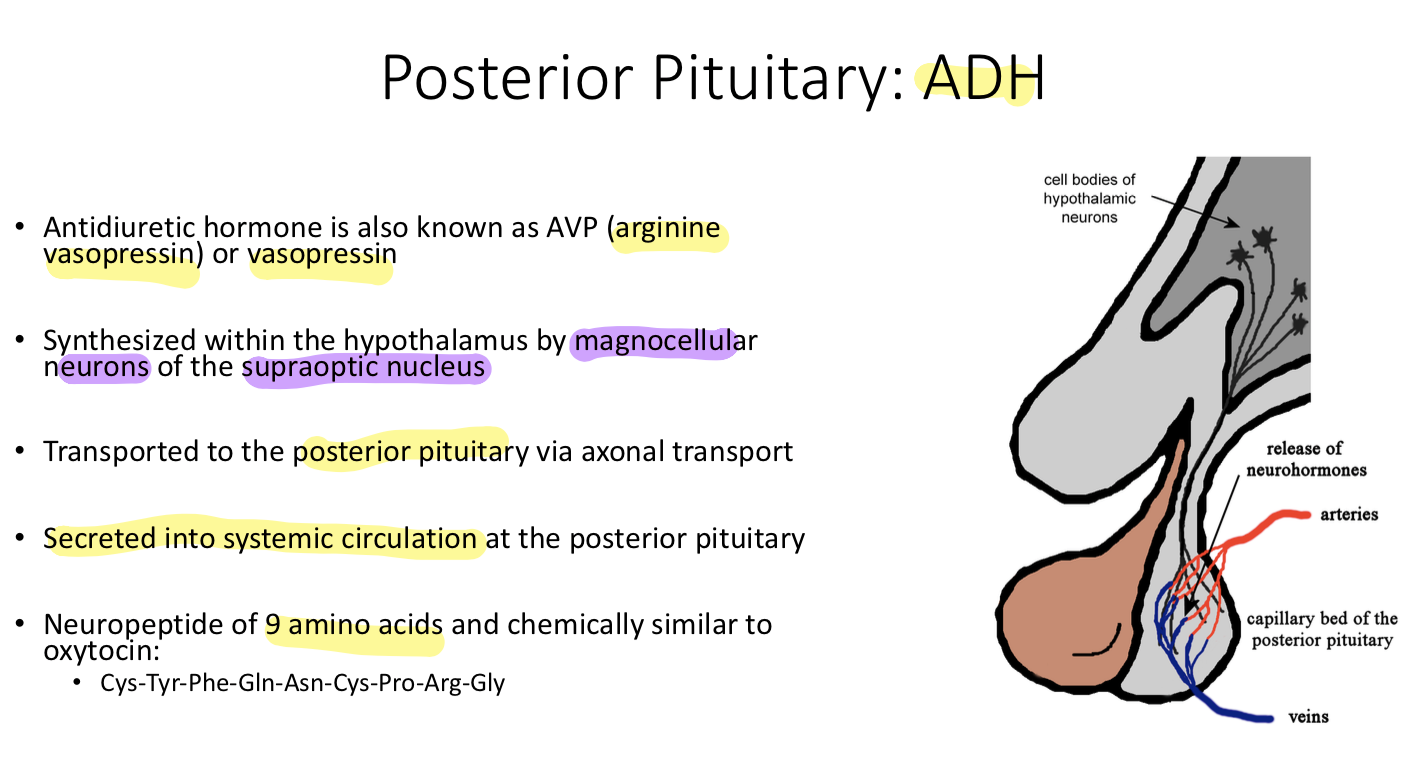 Posterior Pituitary: ADH
• Antidiuretic hormone is also known as AVP (arginine
vasopressin) or vasopressin
• Synthesized within the hypothalamus by magnocellular
neurons of the supraoptic nucleus
• Transported to the posterior pituitary via axonal transport
• Secreted into systemic circulation at the posterior pituitary
• Neuropeptide of 9 amino acids and chemically similar to
oxytocin:
• Cys-Tyr-Phe-Gln-Asn-Cys-Pro-Arg-Gly
cell bodies of
hypothalamic
neurons
release of
neurohormones
arteries
capillary bed of the
posterior pituitary
veins